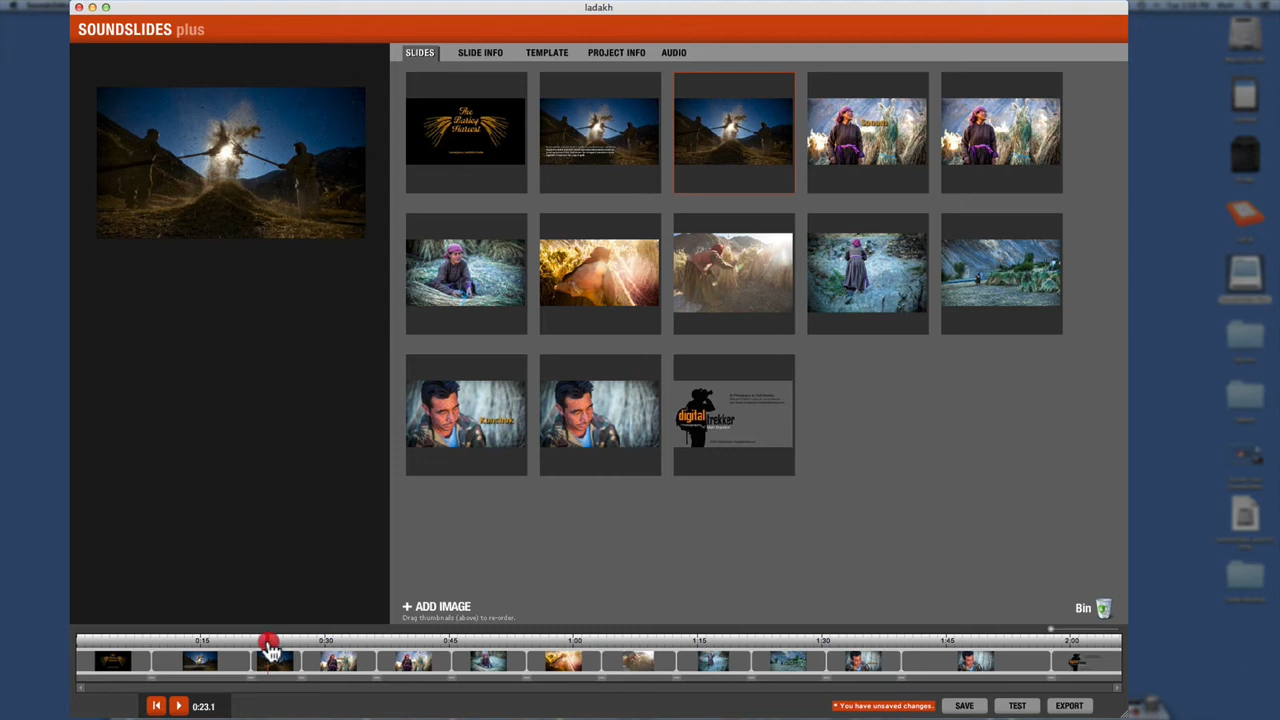 ladakh
SOUNDSLIDES plus
SLIDES SLIDE INFO TEMPLATE PROJECT INFO AUDIO
The
Barley
Harvest
Sonam
Konchok
digital
trekker
+ ADD IMAGE
Drag thumbnails (above) to re-order.
Bin
0:15 0:30 0:45 1:00 1:15 1:30 1:45 2:00
0:23.1
* You have unsaved changes.
SAVE TEST EXPORT